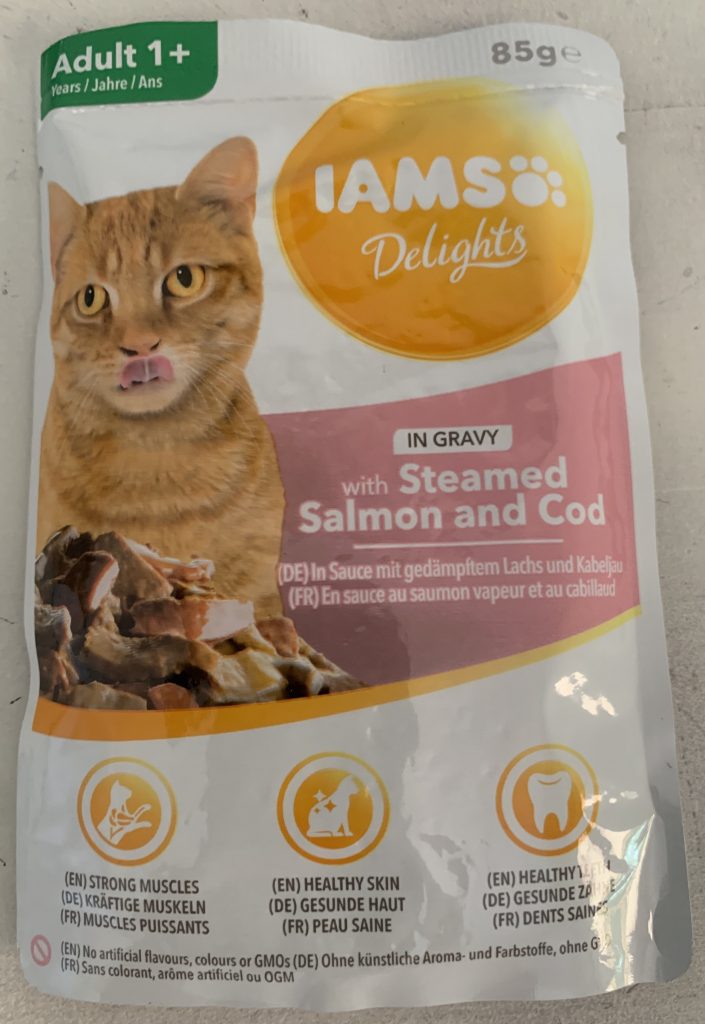 Adult 1+
Years / Jahre / Ans
85g e
IAMS
Delights
IN GRAVY
with Steamed
Salmon and Cod
(DE) In Sauce mit gedämpftem Lachs und Kabeljau
(FR) En sauce au saumon vapeur et au cabillaud
(EN) STRONG MUSCLES
(DE) KRÄFTIGE MUSKELN
(FR) MUSCLES PUISSANTS
(EN) HEALTHY SKIN
(DE) GESUNDE HAUT
(FR) PEAU SAINE
(EN) HEALTHY TEETH
(DE) GESUNDE ZÄHNE
(FR) DENTS SAINES
(EN) No artificial flavours, colours or GMOs (DE) Ohne künstliche Aroma- und Farbstoffe, ohne
(FR) Sans colorant, arôme artificiel ou OGM